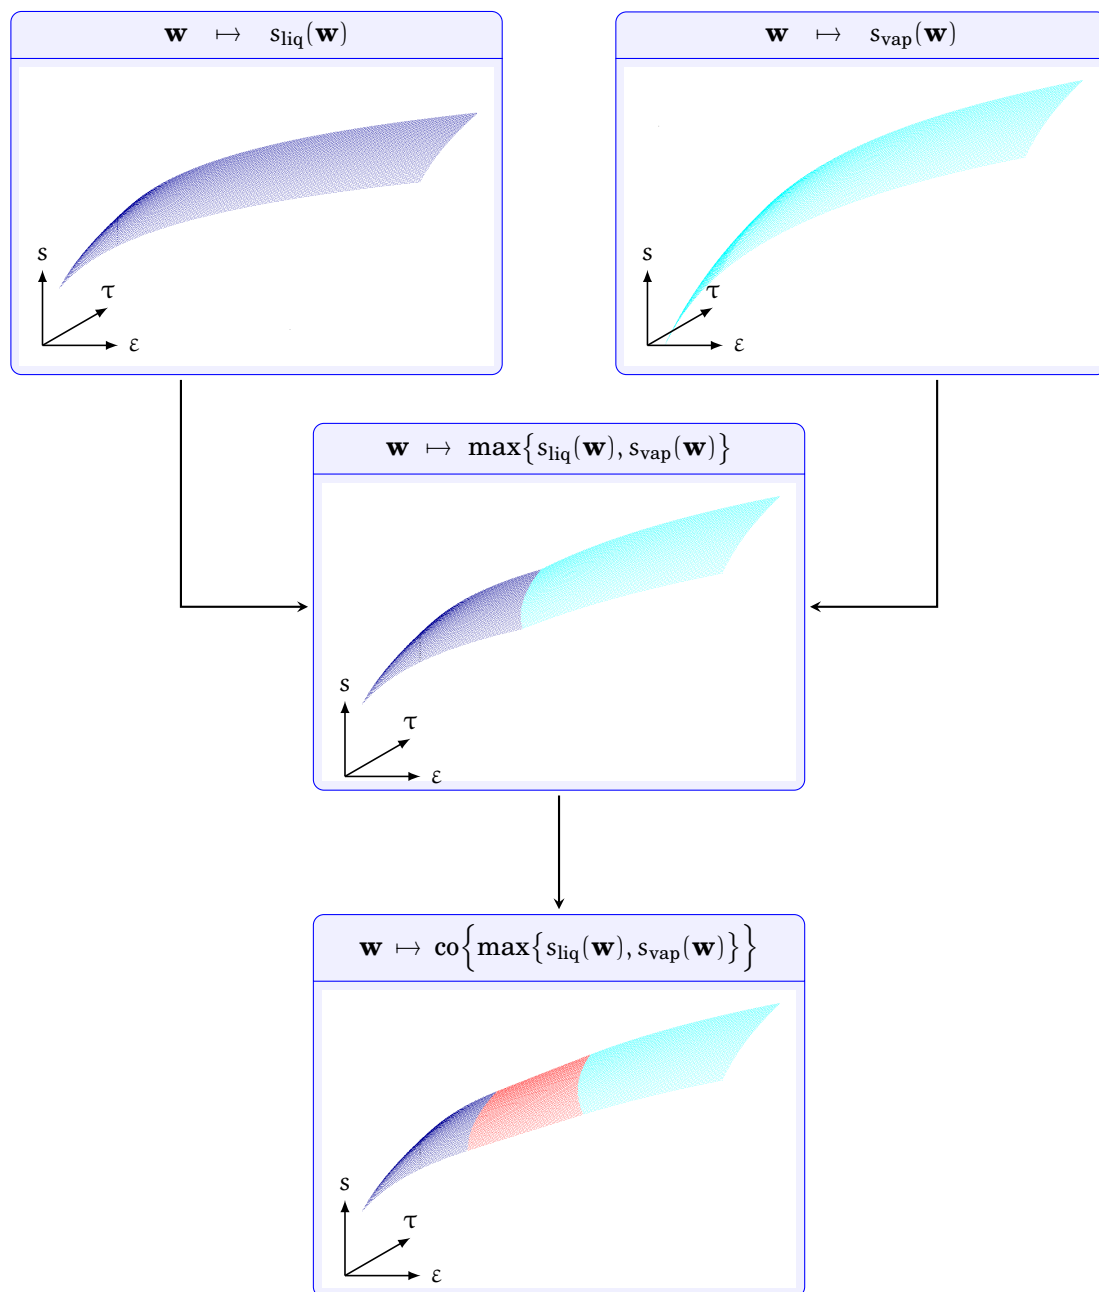 w ↦ s_liq(w)
s
τ
ε
w ↦ s_vap(w)
s
τ
ε
w ↦ max{s_liq(w), s_vap(w)}
s
τ
ε
w ↦ co{max{s_liq(w), s_vap(w)}}
s
τ
ε